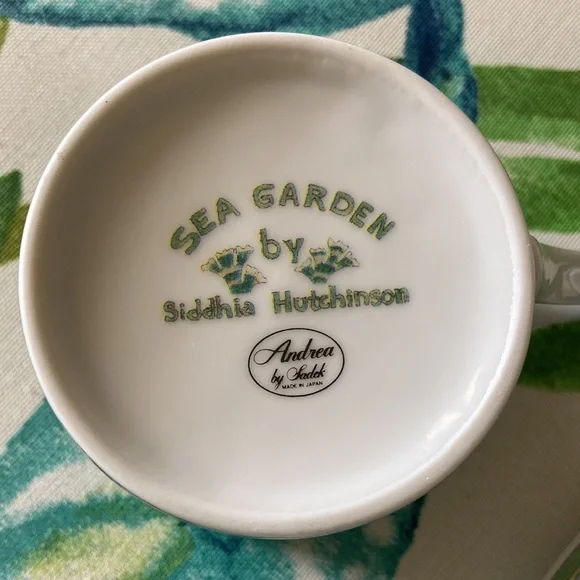 SEA GARDEN
by
Siddhia Hutchinson
Andrea
by Sadek
MADE IN JAPAN